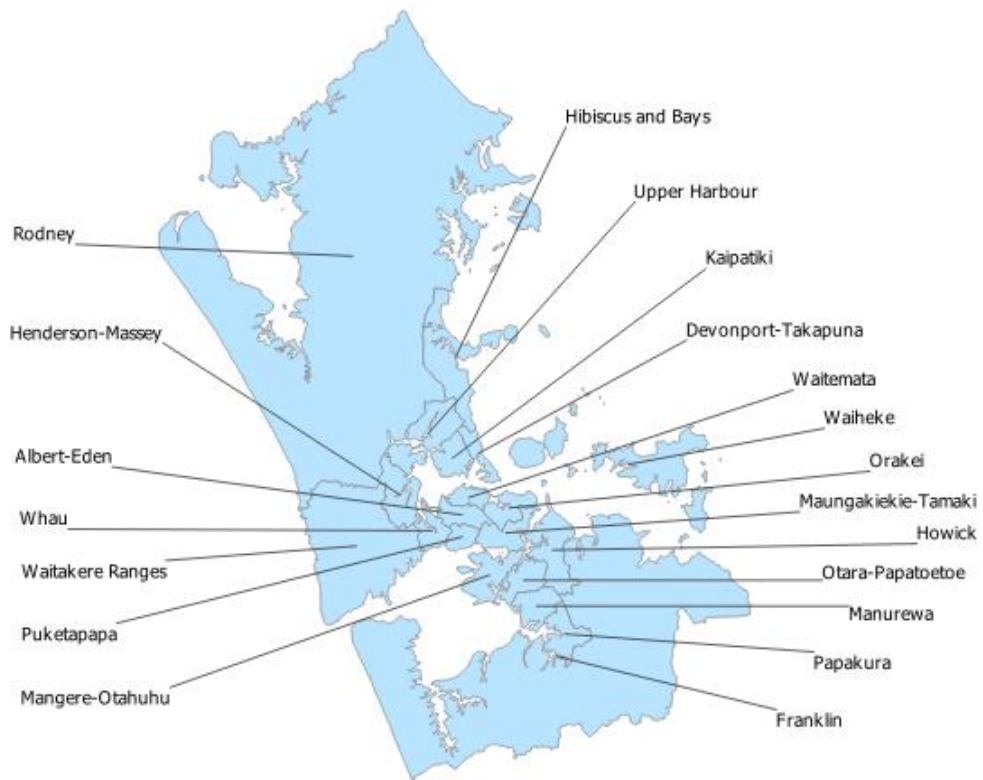 Hibiscus and Bays
Upper Harbour
Rodney
Kaipatiki
Henderson-Massey
Devonport-Takapuna
Waitemata
Waiheke
Albert-Eden
Orakei
Maungakiekie-Tamaki
Whau
Howick
Waitakere Ranges
Otara-Papatoetoe
Manurewa
Puketapapa
Papakura
Mangere-Otahuhu
Franklin